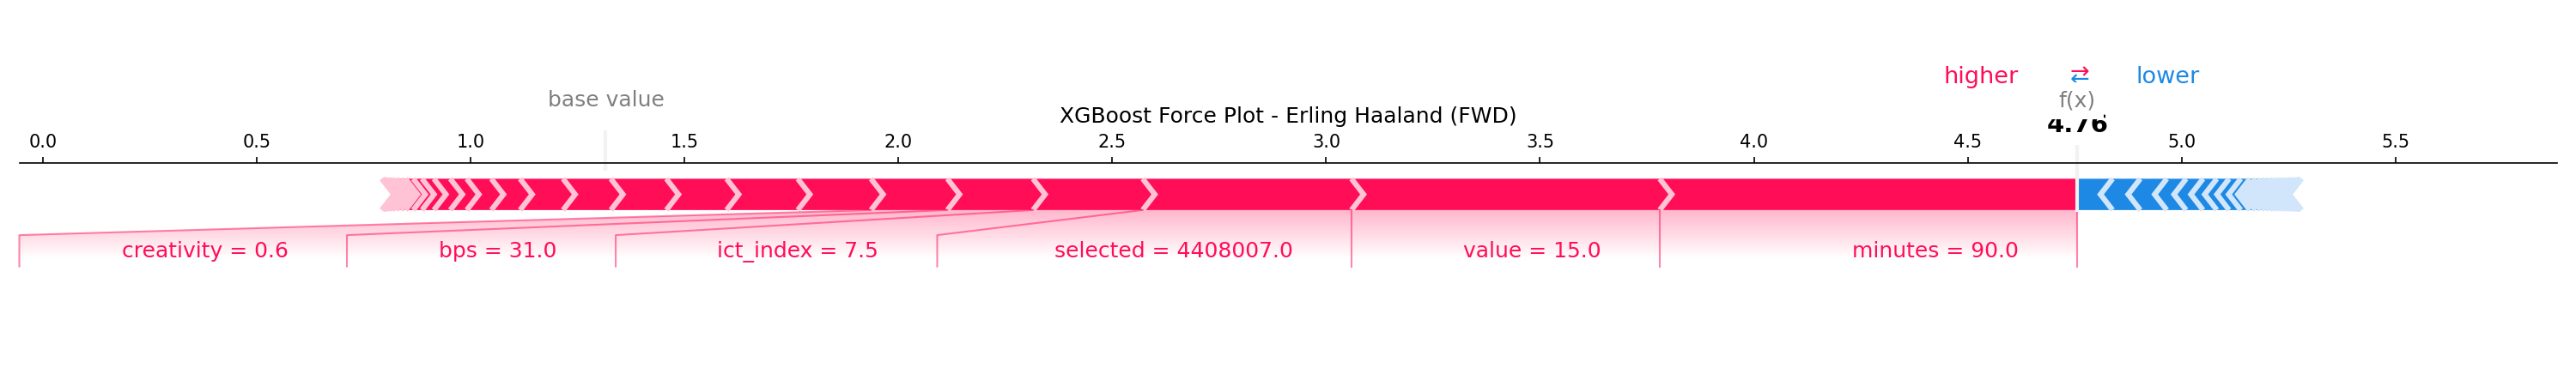 higher ⇄ lower
base value
f(x)
XGBoost Force Plot - Erling Haaland (FWD)
4.76
0.0 0.5 1.0 1.5 2.0 2.5 3.0 3.5 4.0 4.5 5.0 5.5
creativity = 0.6 bps = 31.0 ict_index = 7.5 selected = 4408007.0 value = 15.0 minutes = 90.0